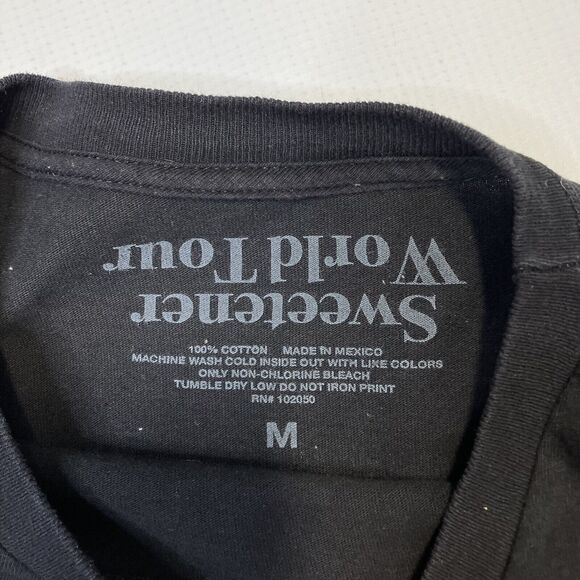 Sweetener
World Tour
100% COTTON MADE IN MEXICO
MACHINE WASH COLD INSIDE OUT WITH LIKE COLORS
ONLY NON-CHLORINE BLEACH
TUMBLE DRY LOW DO NOT IRON PRINT
RN# 102050
M